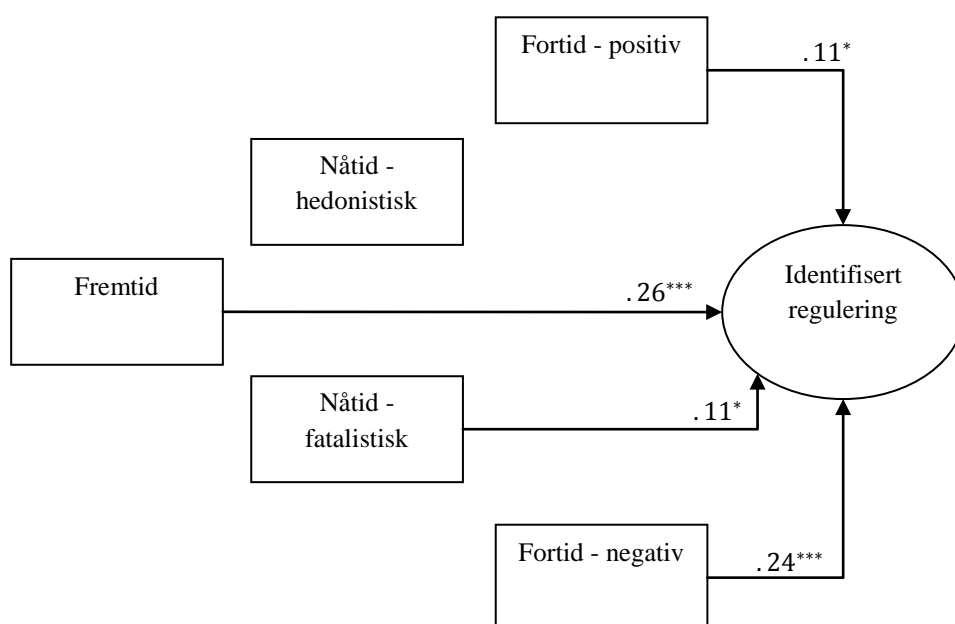 Fortid - positiv
.11*
Nåtid -
hedonistisk
Fremtid
.26***
Identifisert
regulering
Nåtid -
fatalistisk
.11*
Fortid - negativ
.24***